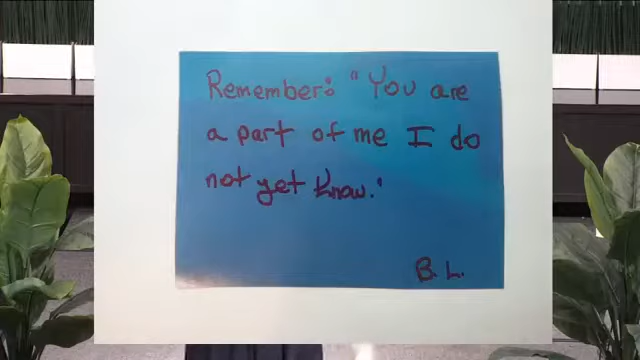 Remember: "You are
a part of me I do
not yet know."
B. L.